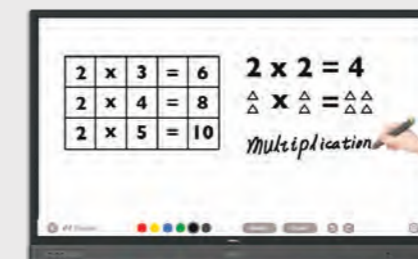 2 x 3 = 6
2 x 4 = 8
2 x 5 = 10
2 x 2 = 4
x =
multiplication